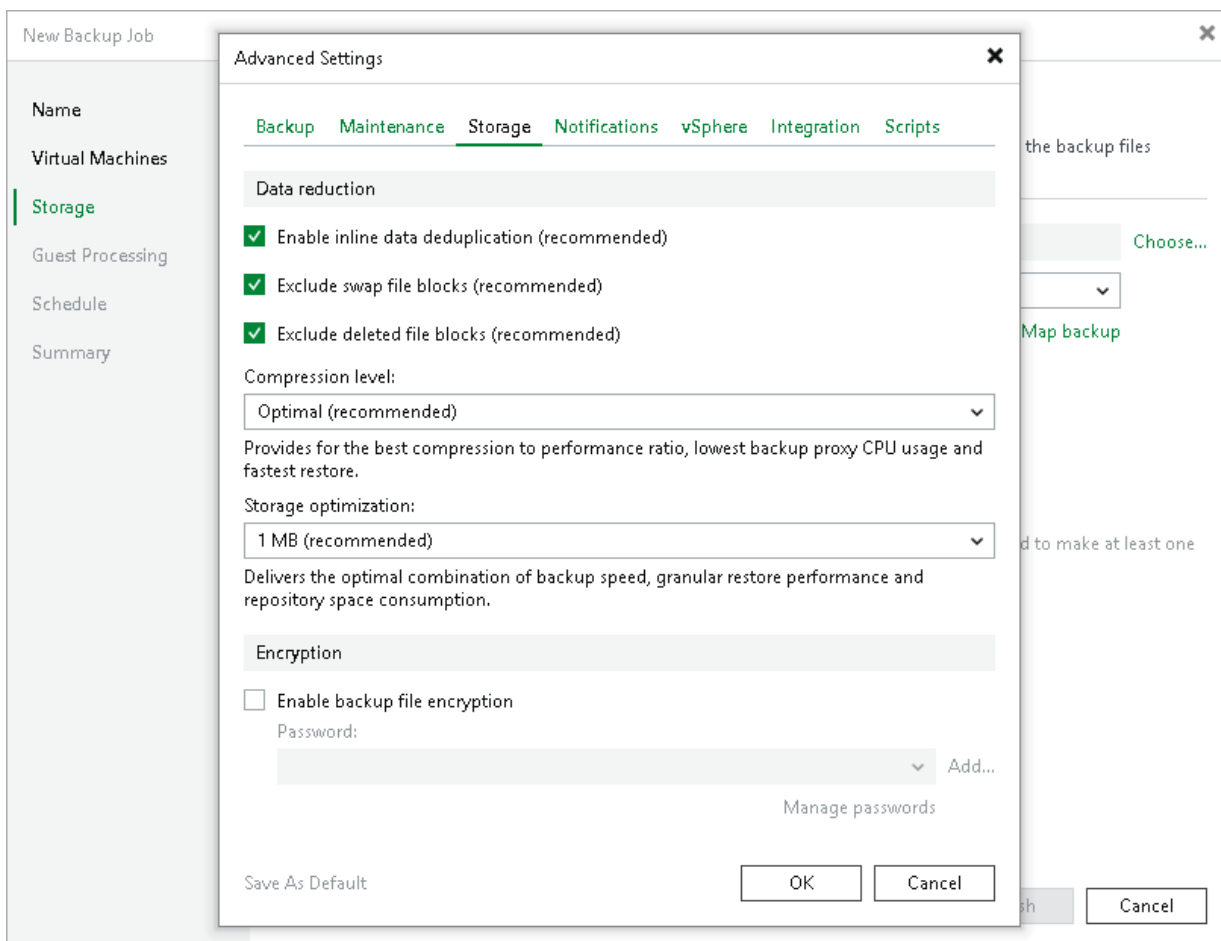 New Backup Job
Name
Virtual Machines
Storage
Guest Processing
Schedule
Summary
Advanced Settings
Backup Maintenance Storage Notifications vSphere Integration Scripts
Data reduction
Enable inline data deduplication (recommended)
Exclude swap file blocks (recommended)
Exclude deleted file blocks (recommended)
Compression level:
Optimal (recommended)
Provides for the best compression to performance ratio, lowest backup proxy CPU usage and
fastest restore.
Storage optimization:
1 MB (recommended)
Delivers the optimal combination of backup speed, granular restore performance and
repository space consumption.
Encryption
Enable backup file encryption
Password:
Add...
Manage passwords
Save As Default
OK
Cancel
the backup files
Choose...
Map backup
d to make at least one
sh
Cancel